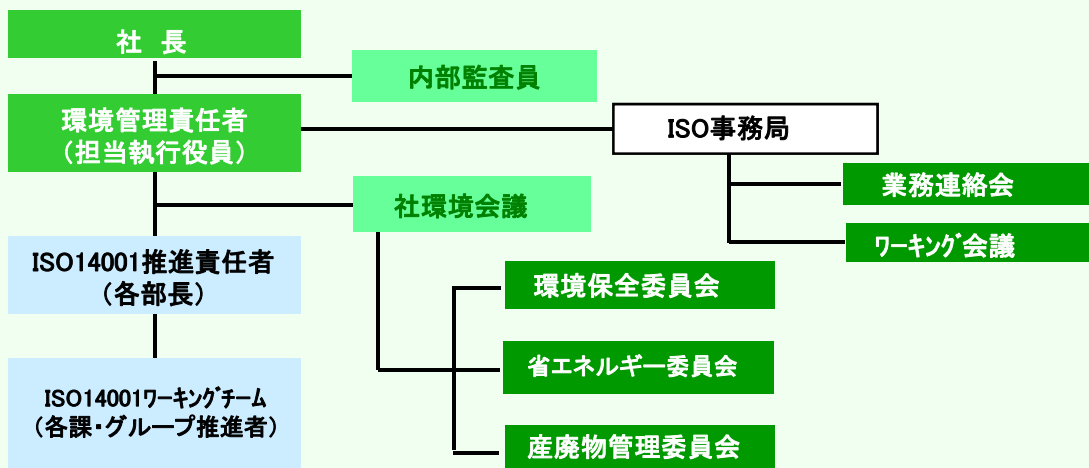 社 長
内部監査員
環境管理責任者
（担当執行役員）
ISO事務局
業務連絡会
社環境会議
ﾜｰｷﾝｸﾞ会議
ISO14001推進責任者
（各部長）
環境保全委員会
省エネルギー委員会
ISO14001ﾜｰｷﾝｸﾞチーム
（各課・グループ推進者）
産廃物管理委員会